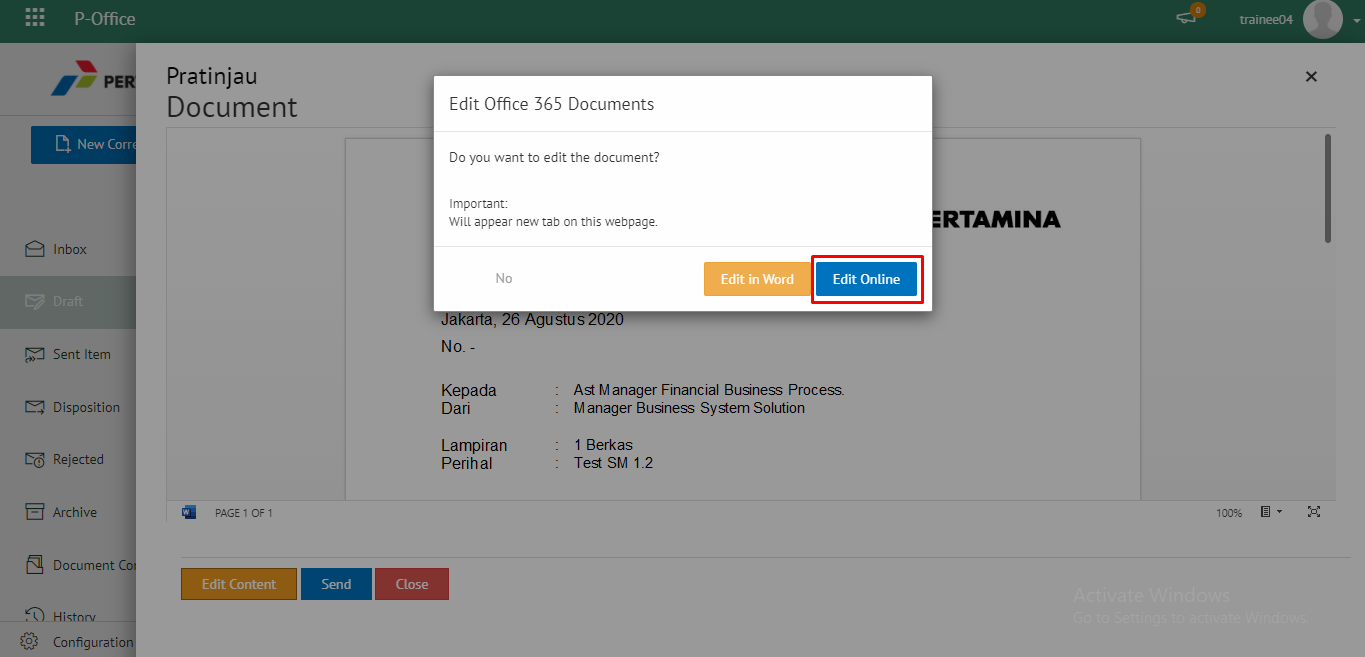 P-Office
0
trainee04
PER
Pratinjau
Document
New Corre
Edit Office 365 Documents
Do you want to edit the document?
Important:
Will appear new tab on this webpage.
No
Edit in Word
Edit Online
ERTAMINA
Inbox
Draft
Sent Item
Disposition
Rejected
Archive
Document Cor
History
Configuration
Jakarta, 26 Agustus 2020
No. -
Kepada : Ast Manager Financial Business Process.
Dari : Manager Business System Solution
Lampiran : 1 Berkas
Perihal : Test SM 1.2
PAGE 1 OF 1
100%
Edit Content
Send
Close
Activate Windows
Go to Settings to activate Windows.